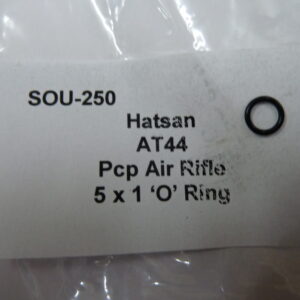 SOU-250
Hatsan
AT44
Pcp Air Rifle
5 x 1 ‘O’ Ring